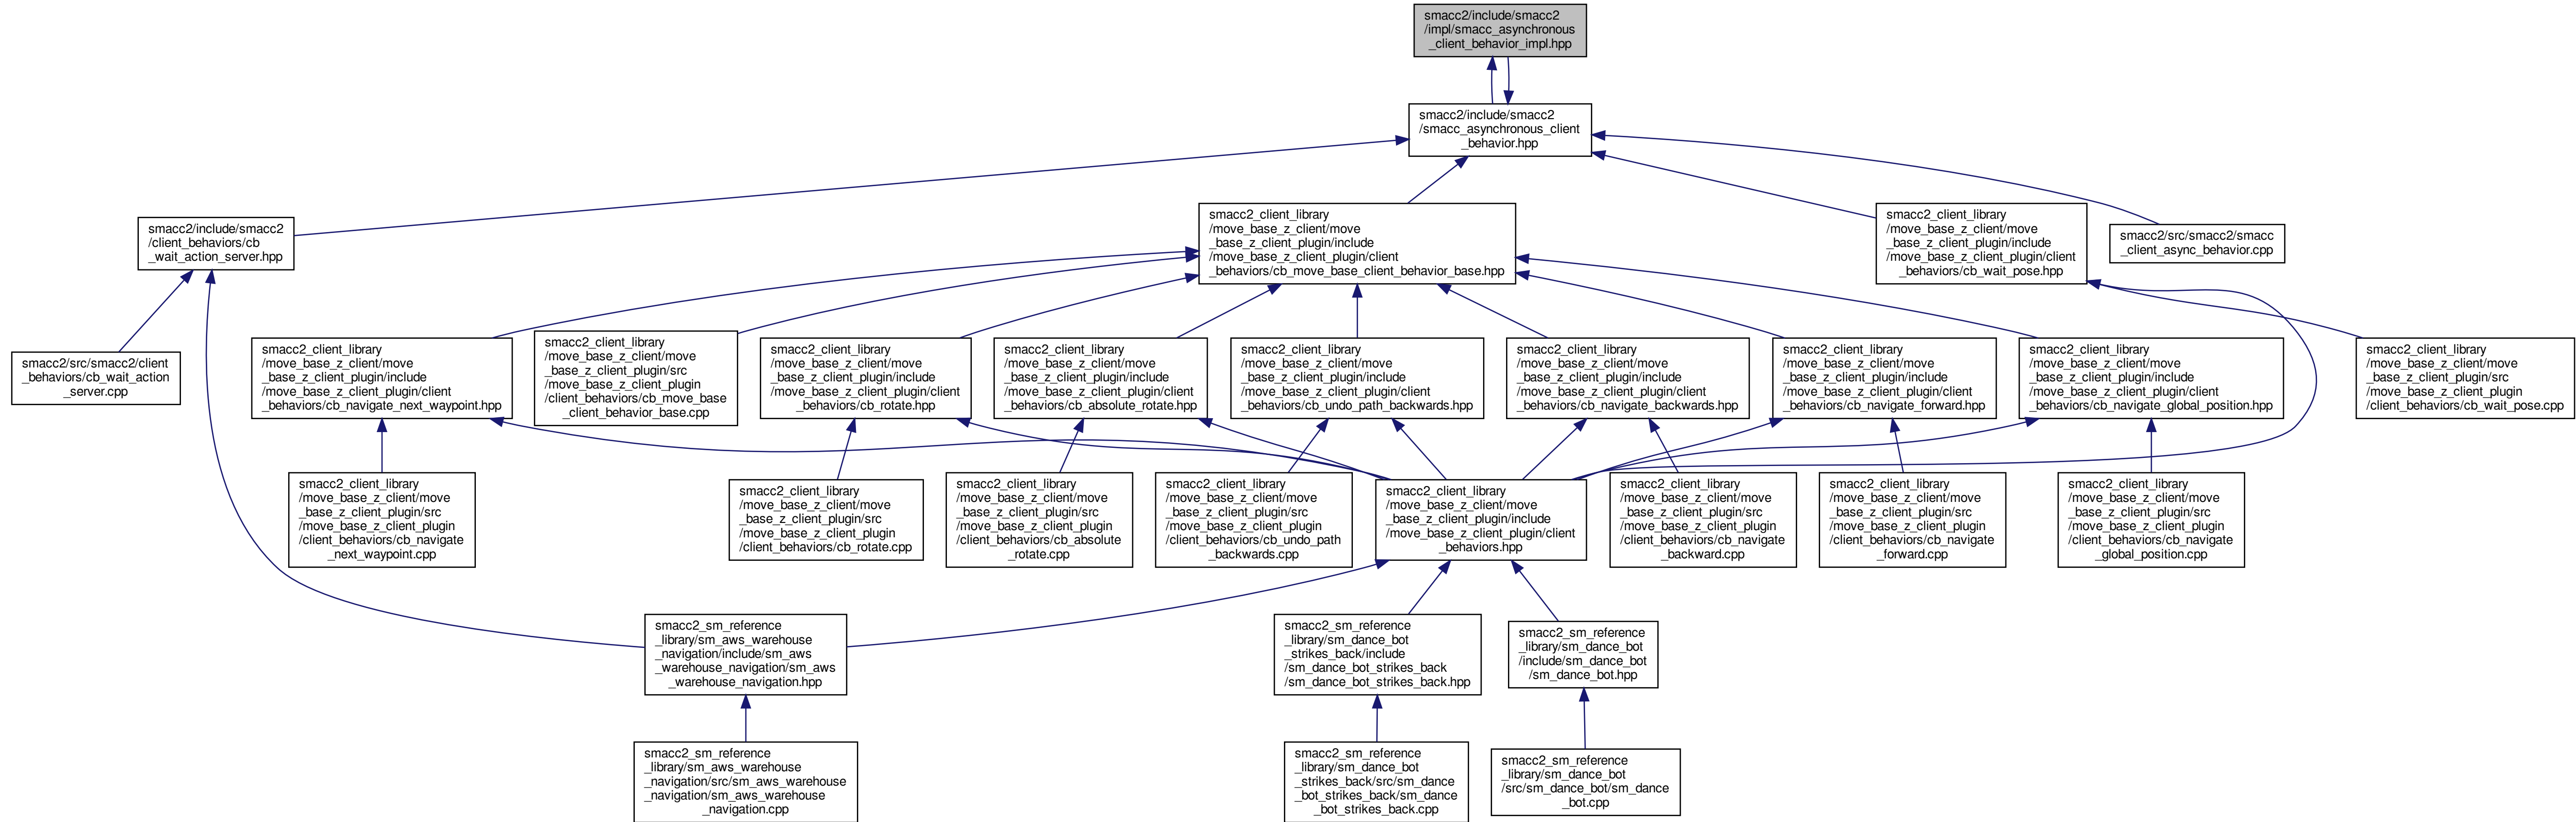 smacc2/include/smacc2
/impl/smacc_asynchronous
_client_behavior_impl.hpp
smacc2/include/smacc2
/smacc_asynchronous_client
_behavior.hpp
smacc2/include/smacc2
/client_behaviors/cb
_wait_action_server.hpp
smacc2_client_library
/move_base_z_client/move
_base_z_client_plugin/include
/move_base_z_client_plugin/client
_behaviors/cb_move_base_client_behavior_base.hpp
smacc2_client_library
/move_base_z_client/move
_base_z_client_plugin/include
/move_base_z_client_plugin/client
_behaviors/cb_wait_pose.hpp
smacc2/src/smacc2/smacc
_client_async_behavior.cpp
smacc2/src/smacc2/client
_behaviors/cb_wait_action
_server.cpp
smacc2_client_library
/move_base_z_client/move
_base_z_client_plugin/include
/move_base_z_client_plugin/client
_behaviors/cb_navigate_next_waypoint.hpp
smacc2_client_library
/move_base_z_client/move
_base_z_client_plugin/src
/move_base_z_client_plugin
/client_behaviors/cb_move_base
_client_behavior_base.cpp
smacc2_client_library
/move_base_z_client/move
_base_z_client_plugin/include
/move_base_z_client_plugin/client
_behaviors/cb_rotate.hpp
smacc2_client_library
/move_base_z_client/move
_base_z_client_plugin/include
/move_base_z_client_plugin/client
_behaviors/cb_absolute_rotate.hpp
smacc2_client_library
/move_base_z_client/move
_base_z_client_plugin/include
/move_base_z_client_plugin/client
_behaviors/cb_undo_path_backwards.hpp
smacc2_client_library
/move_base_z_client/move
_base_z_client_plugin/include
/move_base_z_client_plugin/client
_behaviors/cb_navigate_backwards.hpp
smacc2_client_library
/move_base_z_client/move
_base_z_client_plugin/include
/move_base_z_client_plugin/client
_behaviors/cb_navigate_forward.hpp
smacc2_client_library
/move_base_z_client/move
_base_z_client_plugin/include
/move_base_z_client_plugin/client
_behaviors/cb_navigate_global_position.hpp
smacc2_client_library
/move_base_z_client/move
_base_z_client_plugin/src
/move_base_z_client_plugin
/client_behaviors/cb_wait_pose.cpp
smacc2_client_library
/move_base_z_client/move
_base_z_client_plugin/src
/move_base_z_client_plugin
/client_behaviors/cb_navigate
_next_waypoint.cpp
smacc2_client_library
/move_base_z_client/move
_base_z_client_plugin/src
/move_base_z_client_plugin
/client_behaviors/cb_rotate.cpp
smacc2_client_library
/move_base_z_client/move
_base_z_client_plugin/src
/move_base_z_client_plugin
/client_behaviors/cb_absolute
_rotate.cpp
smacc2_client_library
/move_base_z_client/move
_base_z_client_plugin/src
/move_base_z_client_plugin
/client_behaviors/cb_undo_path
_backwards.cpp
smacc2_client_library
/move_base_z_client/move
_base_z_client_plugin/include
/move_base_z_client_plugin/client
_behaviors.hpp
smacc2_client_library
/move_base_z_client/move
_base_z_client_plugin/src
/move_base_z_client_plugin
/client_behaviors/cb_navigate
_backward.cpp
smacc2_client_library
/move_base_z_client/move
_base_z_client_plugin/src
/move_base_z_client_plugin
/client_behaviors/cb_navigate
_forward.cpp
smacc2_client_library
/move_base_z_client/move
_base_z_client_plugin/src
/move_base_z_client_plugin
/client_behaviors/cb_navigate
_global_position.cpp
smacc2_sm_reference
_library/sm_aws_warehouse
_navigation/include/sm_aws
_warehouse_navigation/sm_aws
_warehouse_navigation.hpp
smacc2_sm_reference
_library/sm_dance_bot
_strikes_back/include
/sm_dance_bot_strikes_back
/sm_dance_bot_strikes_back.hpp
smacc2_sm_reference
_library/sm_dance_bot
/include/sm_dance_bot
/sm_dance_bot.hpp
smacc2_sm_reference
_library/sm_aws_warehouse
_navigation/src/sm_aws_warehouse
_navigation/sm_aws_warehouse
_navigation.cpp
smacc2_sm_reference
_library/sm_dance_bot
_strikes_back/src/sm_dance
_bot_strikes_back/sm_dance
_bot_strikes_back.cpp
smacc2_sm_reference
_library/sm_dance_bot
/src/sm_dance_bot/sm_dance
_bot.cpp